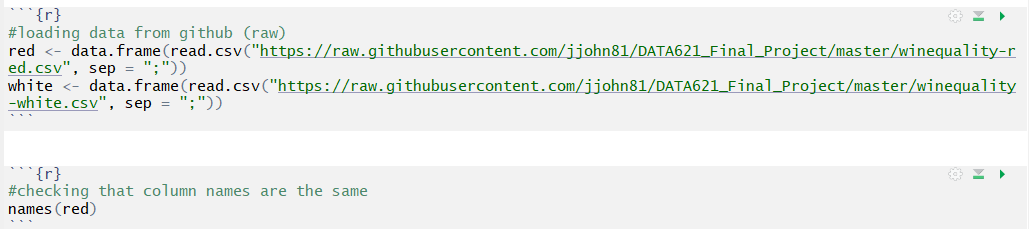 ```{r}
#loading data from github (raw)
red <- data.frame(read.csv("https://raw.githubusercontent.com/jjohn81/DATA621_Final_Project/master/winequality-r
ed.csv", sep = ";"))
white <- data.frame(read.csv("https://raw.githubusercontent.com/jjohn81/DATA621_Final_Project/master/winequality
-white.csv", sep = ";"))
```
```{r}
#checking that column names are the same
names(red)
```